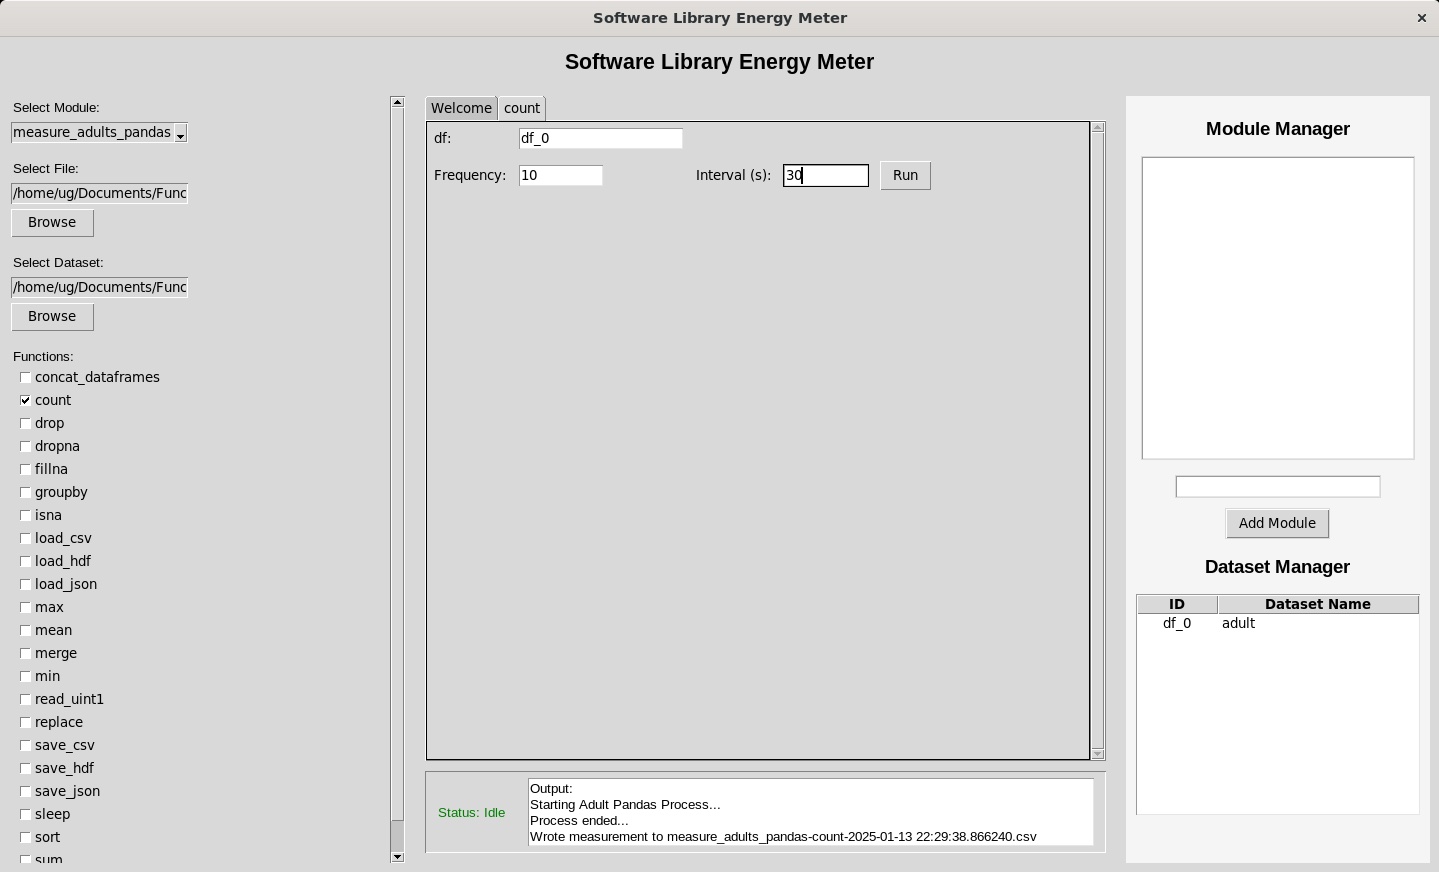 Software Library Energy Meter
Software Library Energy Meter
Select Module:
measure_adults_pandas
Select File:
/home/ug/Documents/Func
Browse
Select Dataset:
/home/ug/Documents/Func
Browse
Functions:
concat_dataframes
count
drop
dropna
fillna
groupby
isna
load_csv
load_hdf
load_json
max
mean
merge
min
read_uint1
replace
save_csv
save_hdf
save_json
sleep
sort
sum
Welcome count
df: df_0
Frequency: 10 Interval (s): 30 Run
Status: Idle
Output:
Starting Adult Pandas Process...
Process ended...
Wrote measurement to measure_adults_pandas-count-2025-01-13 22:29:38.866240.csv
Module Manager
Add Module
Dataset Manager
ID Dataset Name
df_0 adult